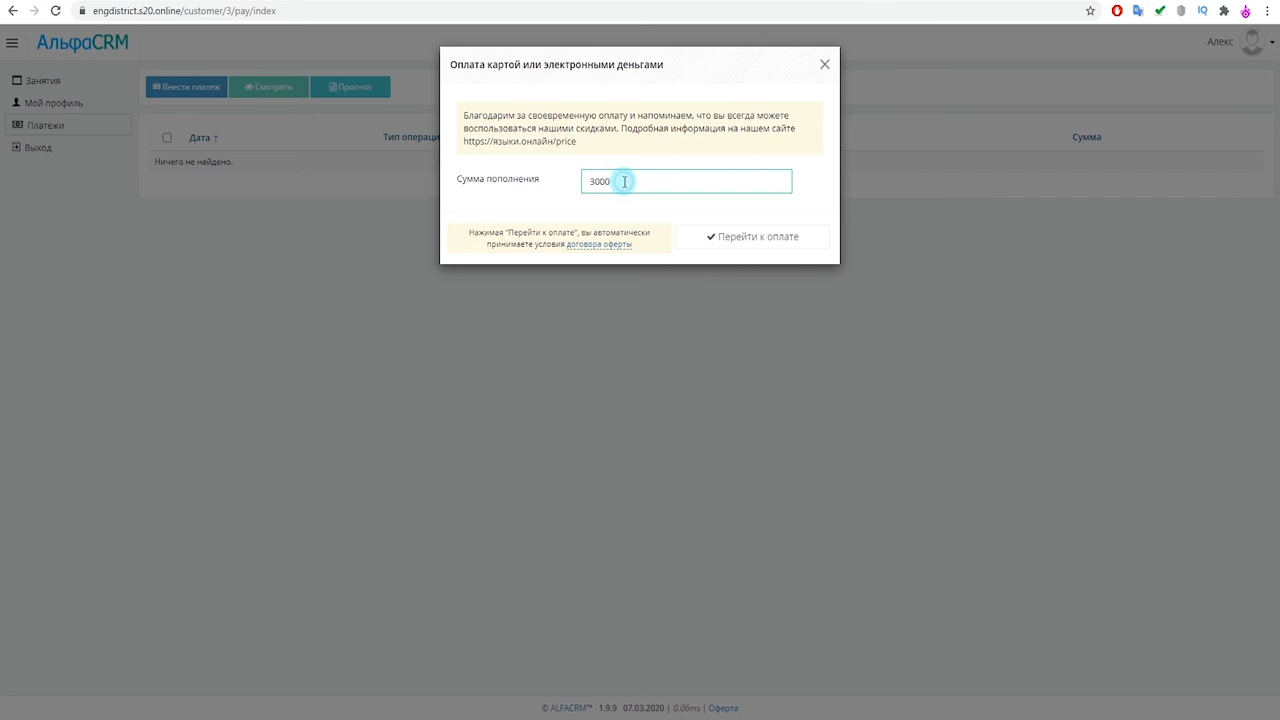 engdistrict.s20.online/customer/3/pay/index
АльфаCRM
Алекс
Занятия
Мой профиль
Платежи
Выход
Внести платеж
Смотреть
Прогноз
Дата ↑
Тип операци
Сумма
Ничего не найдено.
Оплата картой или электронными деньгами
Благодарим за своевременную оплату и напоминаем, что вы всегда можете
воспользоваться нашими скидками. Подробная информация на нашем сайте
https://языки.онлайн/price
Сумма пополнения
3000
Нажимая "Перейти к оплате", вы автоматически
принимаете условия договора оферты
Перейти к оплате
© ALFACRM™ 1.9.9 07.03.2020 | 0.06ms | Оферта